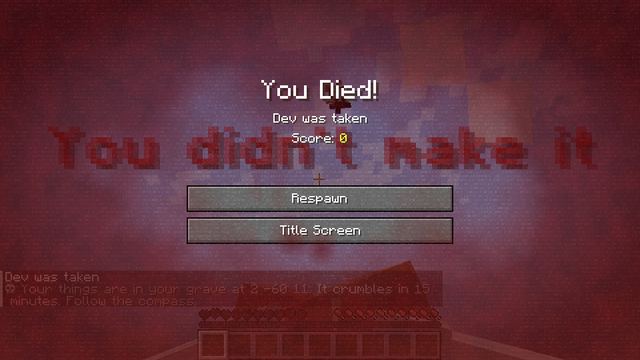 You Died!
Dev was taken
Score: 0
You didn't make it
Respawn
Title Screen
Dev was taken
☠ Your things are in your grave at 2 -60 11. It crumbles in 15
minutes. Follow the compass.